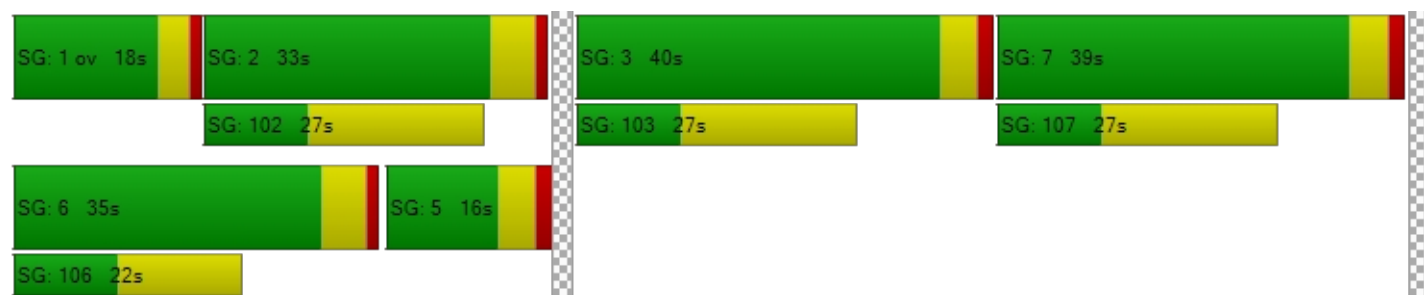 SG: 1 ov 18s SG: 2 33s SG: 3 40s SG: 7 39s
SG: 102 27s SG: 103 27s SG: 107 27s
SG: 6 35s SG: 5 16s
SG: 106 22s